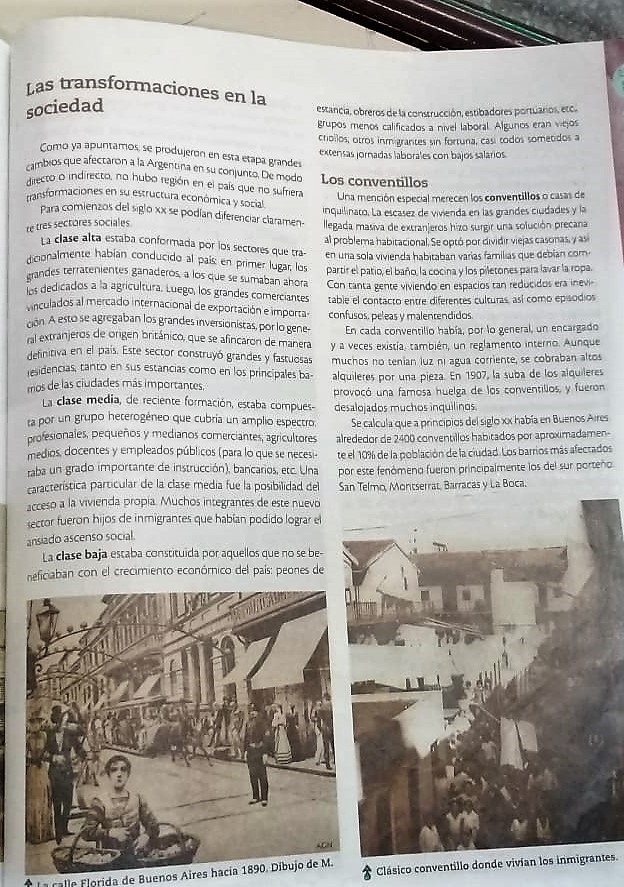 Las transformaciones en la
sociedad
Como ya apuntamos, se produjeron en esta etapa grandes
cambios que afectaron a la Argentina en su conjunto. De modo
directo o indirecto, no hubo región en el país que no sufriera
transformaciones en su estructura económica y social.
Para comienzos del siglo XX se podían diferenciar claramen-
te tres sectores sociales.
La clase alta estaba conformada por los sectores que tra-
dicionalmente habían conducido al país: en primer lugar, los
grandes terratenientes ganaderos, a los que se sumaban ahora
los dedicados a la agricultura. Luego, los grandes comerciantes
vinculados al mercado internacional de exportación e importa-
ción. A esto se agregaban los grandes inversionistas, por lo gene-
ral extranjeros de origen británico, que se afincaron de manera
definitiva en el país. Este sector construyó grandes y fastuosas
residencias, tanto en sus estancias como en los principales ba-
rrios de las ciudades más importantes.
La clase media, de reciente formación, estaba compues-
ta por un grupo heterogéneo que cubría un amplio espectro:
profesionales, pequeños y medianos comerciantes, agricultores
medios, docentes y empleados públicos (para lo que se necesi-
taba un grado importante de instrucción), bancarios, etc. Una
característica particular de la clase media fue la posibilidad del
acceso a la vivienda propia. Muchos integrantes de este nuevo
sector fueron hijos de inmigrantes que habían podido lograr el
ansiado ascenso social.
La clase baja estaba constituida por aquellos que no se be-
neficiaban con el crecimiento económico del país: peones de
estancia, obreros de la construcción, estibadores portuarios, etc.,
grupos menos calificados a nivel laboral. Algunos eran viejos
criollos, otros inmigrantes sin fortuna, casi todos sometidos a
extensas jornadas laborales con bajos salarios.
Los conventillos
Una mención especial merecen los conventillos o casas de
inquilinato. La escasez de vivienda en las grandes ciudades y la
llegada masiva de extranjeros hizo surgir una solución precaria
al problema habitacional. Se optó por dividir viejas casonas, y así
en una sola vivienda habitaban varias familias que debían com-
partir el patio, el baño, la cocina y los piletones para lavar la ropa.
Con tanta gente viviendo en espacios tan reducidos era inevi-
table el contacto entre diferentes culturas, así como episodios
confusos, peleas y malentendidos.
En cada conventillo había, por lo general, un encargado
y a veces existía, también, un reglamento interno. Aunque
muchos no tenían luz ni agua corriente, se cobraban altos
alquileres por una pieza. En 1907, la suba de los alquileres
provocó una famosa huelga de los conventillos, y fueron
desalojados muchos inquilinos.
Se calcula que a principios del siglo XX había en Buenos Aires
alrededor de 2400 conventillos habitados por aproximadamen-
te el 10% de la población de la ciudad. Los barrios más afectados
por este fenómeno fueron principalmente los del sur porteño:
San Telmo, Montserrat, Barracas y La Boca.
AGN
La calle Florida de Buenos Aires hacia 1890. Dibujo de M.
Clásico conventillo donde vivían los inmigrantes.